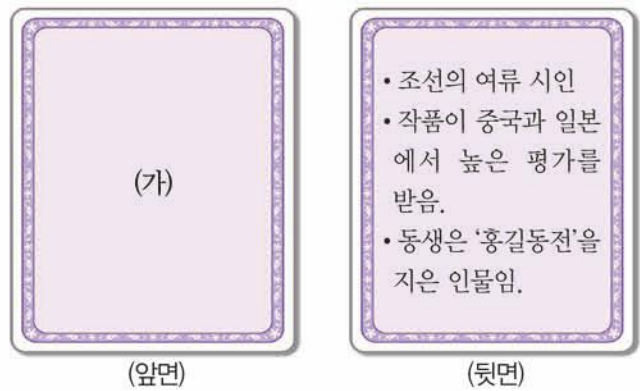 (가)
(앞면)
• 조선의 여류 시인
• 작품이 중국과 일본
에서 높은 평가를
받음.
• 동생은 ‘홍길동전’을
지은 인물임.
(뒷면)